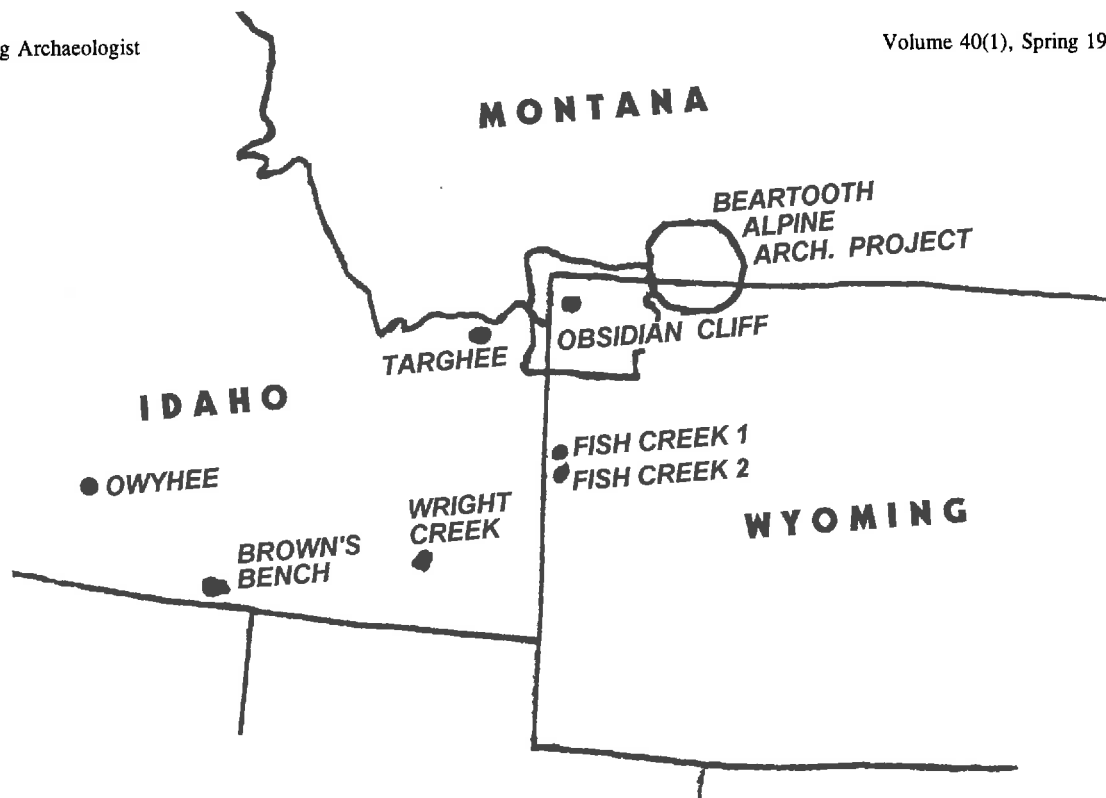 g Archaeologist
Volume 40(1), Spring 19
MONTANA
BEARTOOTH
ALPINE
ARCH. PROJECT
OBSIDIAN CLIFF
TARGHEE
IDAHO
FISH CREEK 1
FISH CREEK 2
OWYHEE
WRIGHT
CREEK
WYOMING
BROWN'S
BENCH